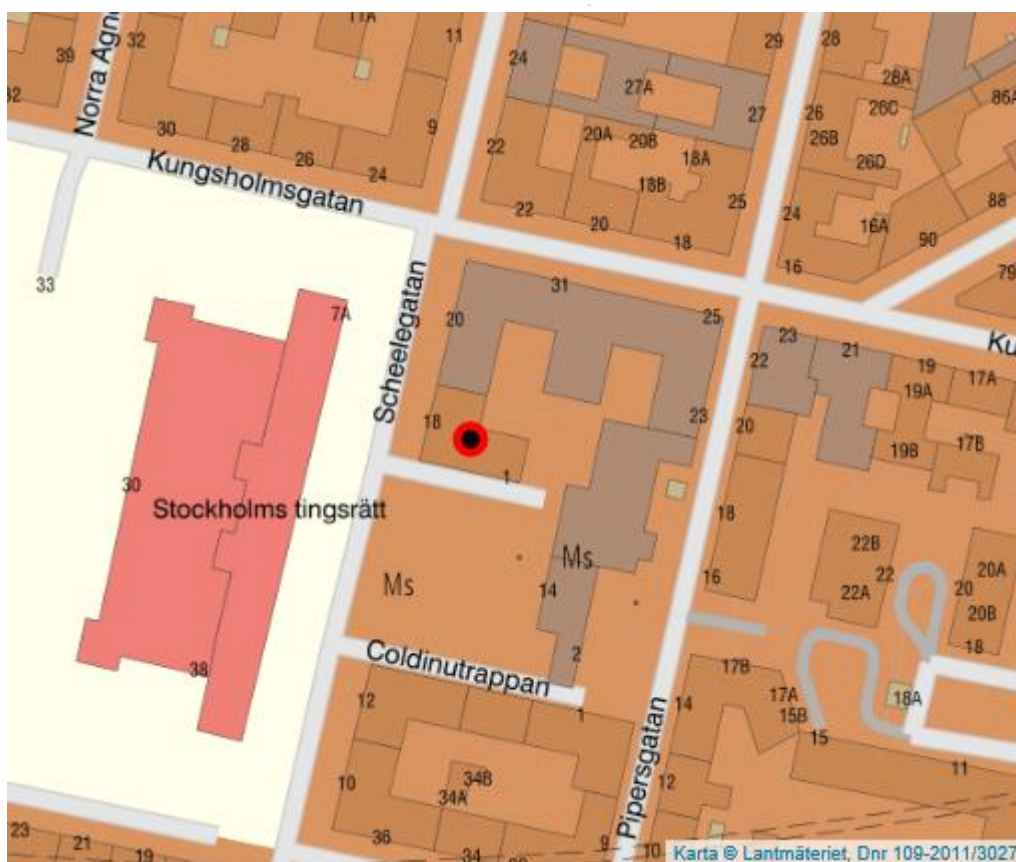 11A
32
39
32
Norra Agne
30
28
26
24
11
9
24
27A
29
27
20A
20B
18A
18B
22
22
20
18
25
28
28A
26
26C
26B
26D
86A
24
16A
16
90
88
79
Kungsholmsgatan
33
7A
Scheelegatan
20
31
25
23
18
1
30
Stockholms tingsrätt
38
Ms
Ms
14
2
Coldinutrappan
Ku
23
22
21
19
17A
19A
20
19B
17B
18
16
22B
22
22A
20A
20
20B
18
18A
17B
17A
15B
15
14
12
11
Pipersgatan
12
10
1
34B
34A
36
9
10
23
21
19
Karta © Lantmäteriet, Dnr 109-2011/3027